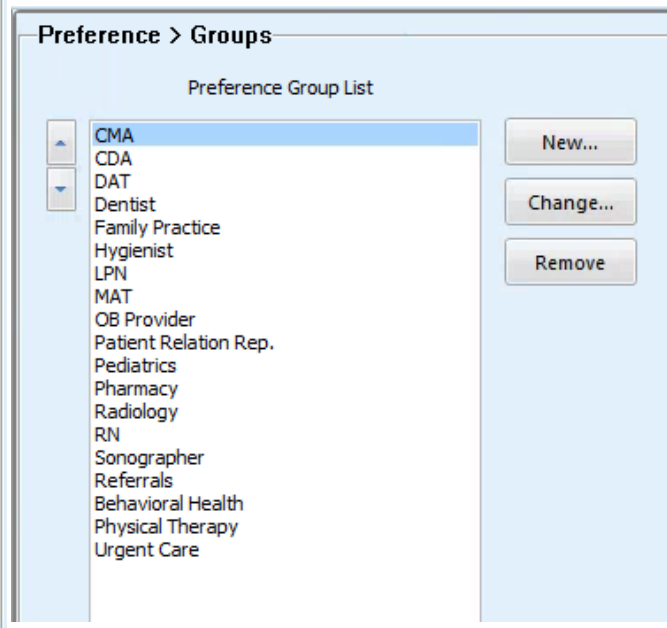 Preference > Groups
Preference Group List
CMA
CDA
DAT
Dentist
Family Practice
Hygienist
LPN
MAT
OB Provider
Patient Relation Rep.
Pediatrics
Pharmacy
Radiology
RN
Sonographer
Referrals
Behavioral Health
Physical Therapy
Urgent Care
New...
Change...
Remove